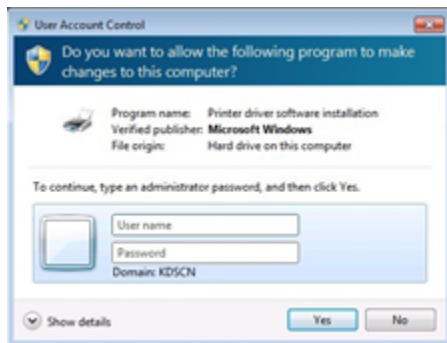 User Account Control
Do you want to allow the following program to make
changes to this computer?
Program name: Printer driver software installation
Verified publisher: Microsoft Windows
File origin: Hard drive on this computer
To continue, type an administrator password, and then click Yes.
User name
Password
Domain: KDSCN
Show details
Yes No